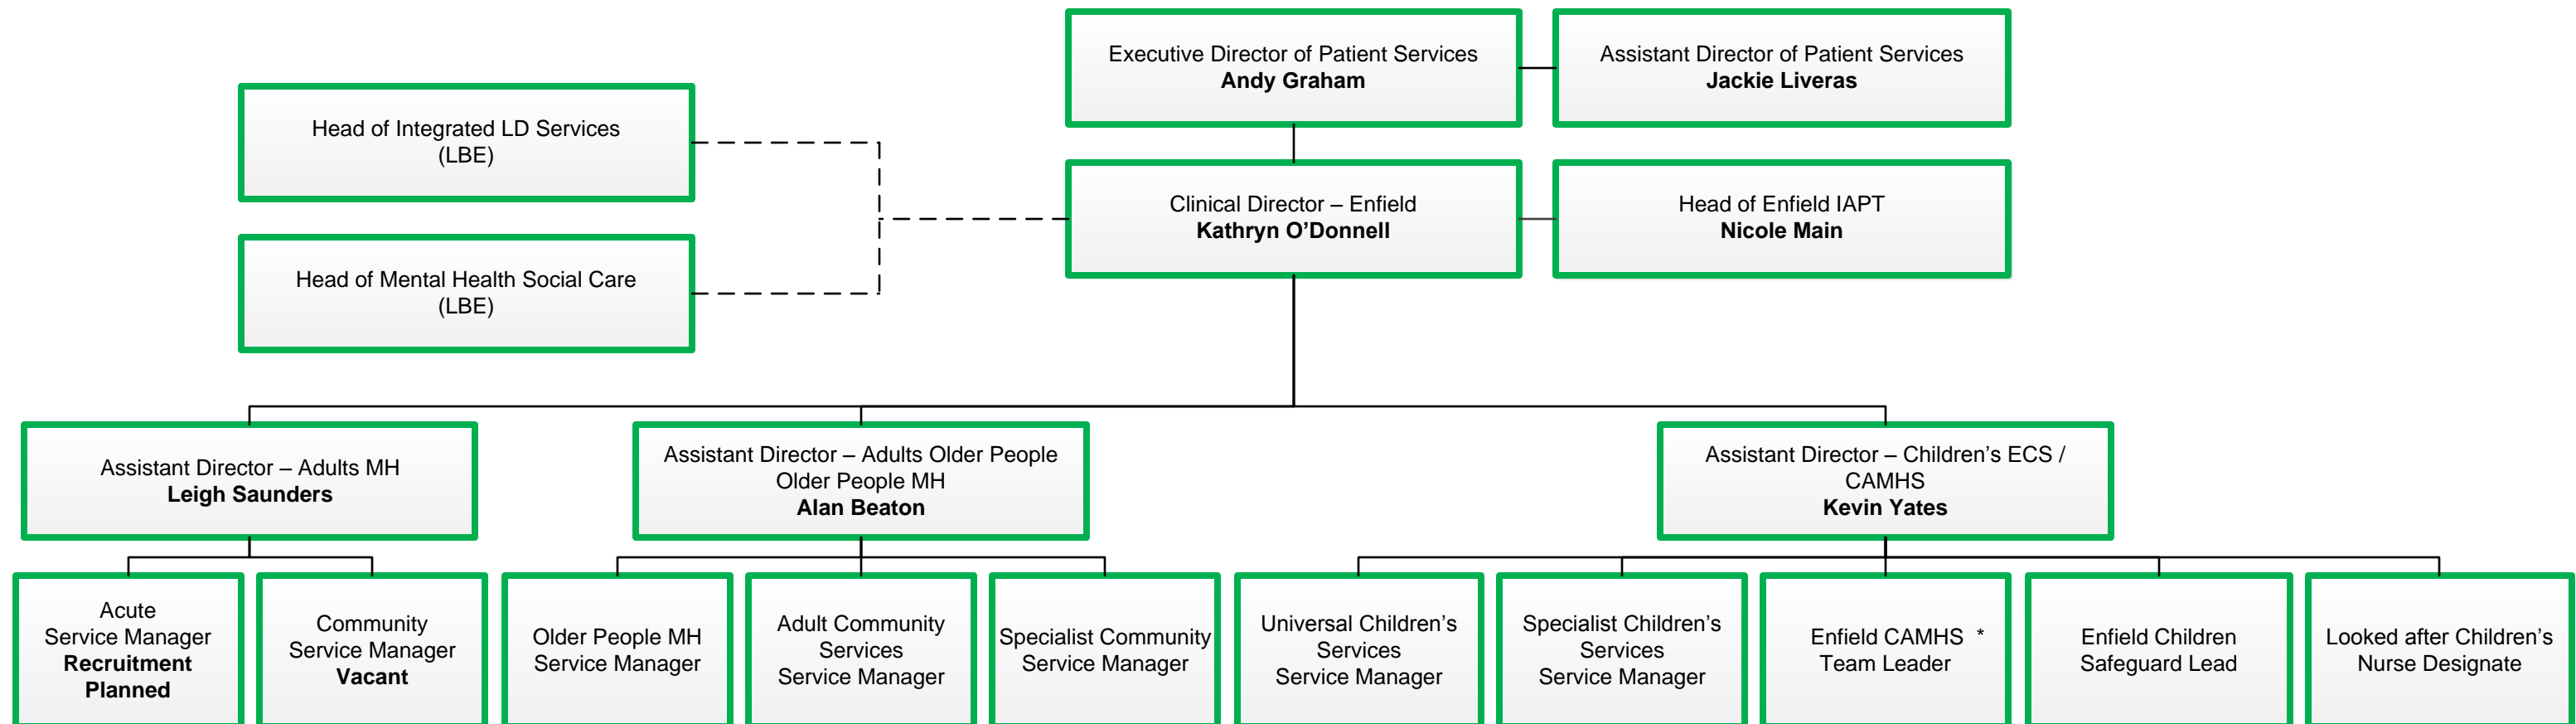 Executive Director of Patient Services
Andy Graham
Assistant Director of Patient Services
Jackie Liveras
Head of Integrated LD Services
(LBE)
Clinical Director – Enfield
Kathryn O’Donnell
Head of Enfield IAPT
Nicole Main
Head of Mental Health Social Care
(LBE)
Assistant Director – Adults MH
Leigh Saunders
Assistant Director – Adults Older People
Older People MH
Alan Beaton
Assistant Director – Children’s ECS /
CAMHS
Kevin Yates
Acute
Service Manager
Recruitment
Planned
Community
Service Manager
Vacant
Older People MH
Service Manager
Adult Community
Services
Service Manager
Specialist Community
Service Manager
Universal Children’s
Services
Service Manager
Specialist Children’s
Services
Service Manager
Enfield CAMHS *
Team Leader
Enfield Children
Safeguard Lead
Looked after Children’s
Nurse Designate